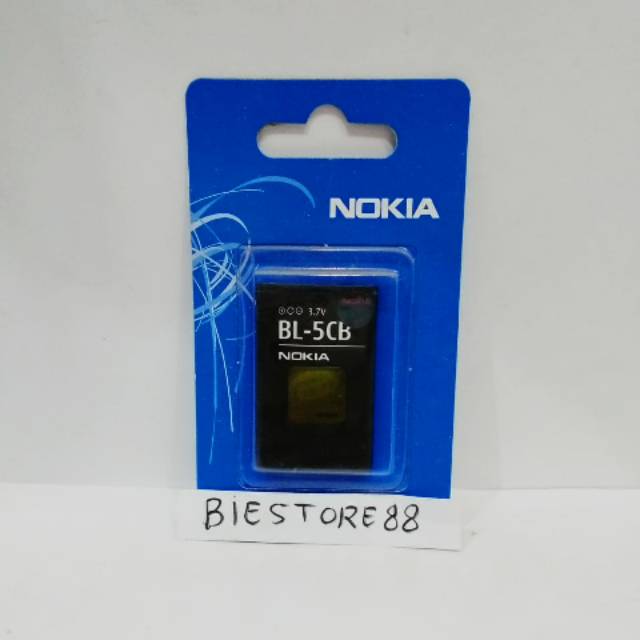 NOKIA
3.7V
BL-5CB
NOKIA
BIESTORE88